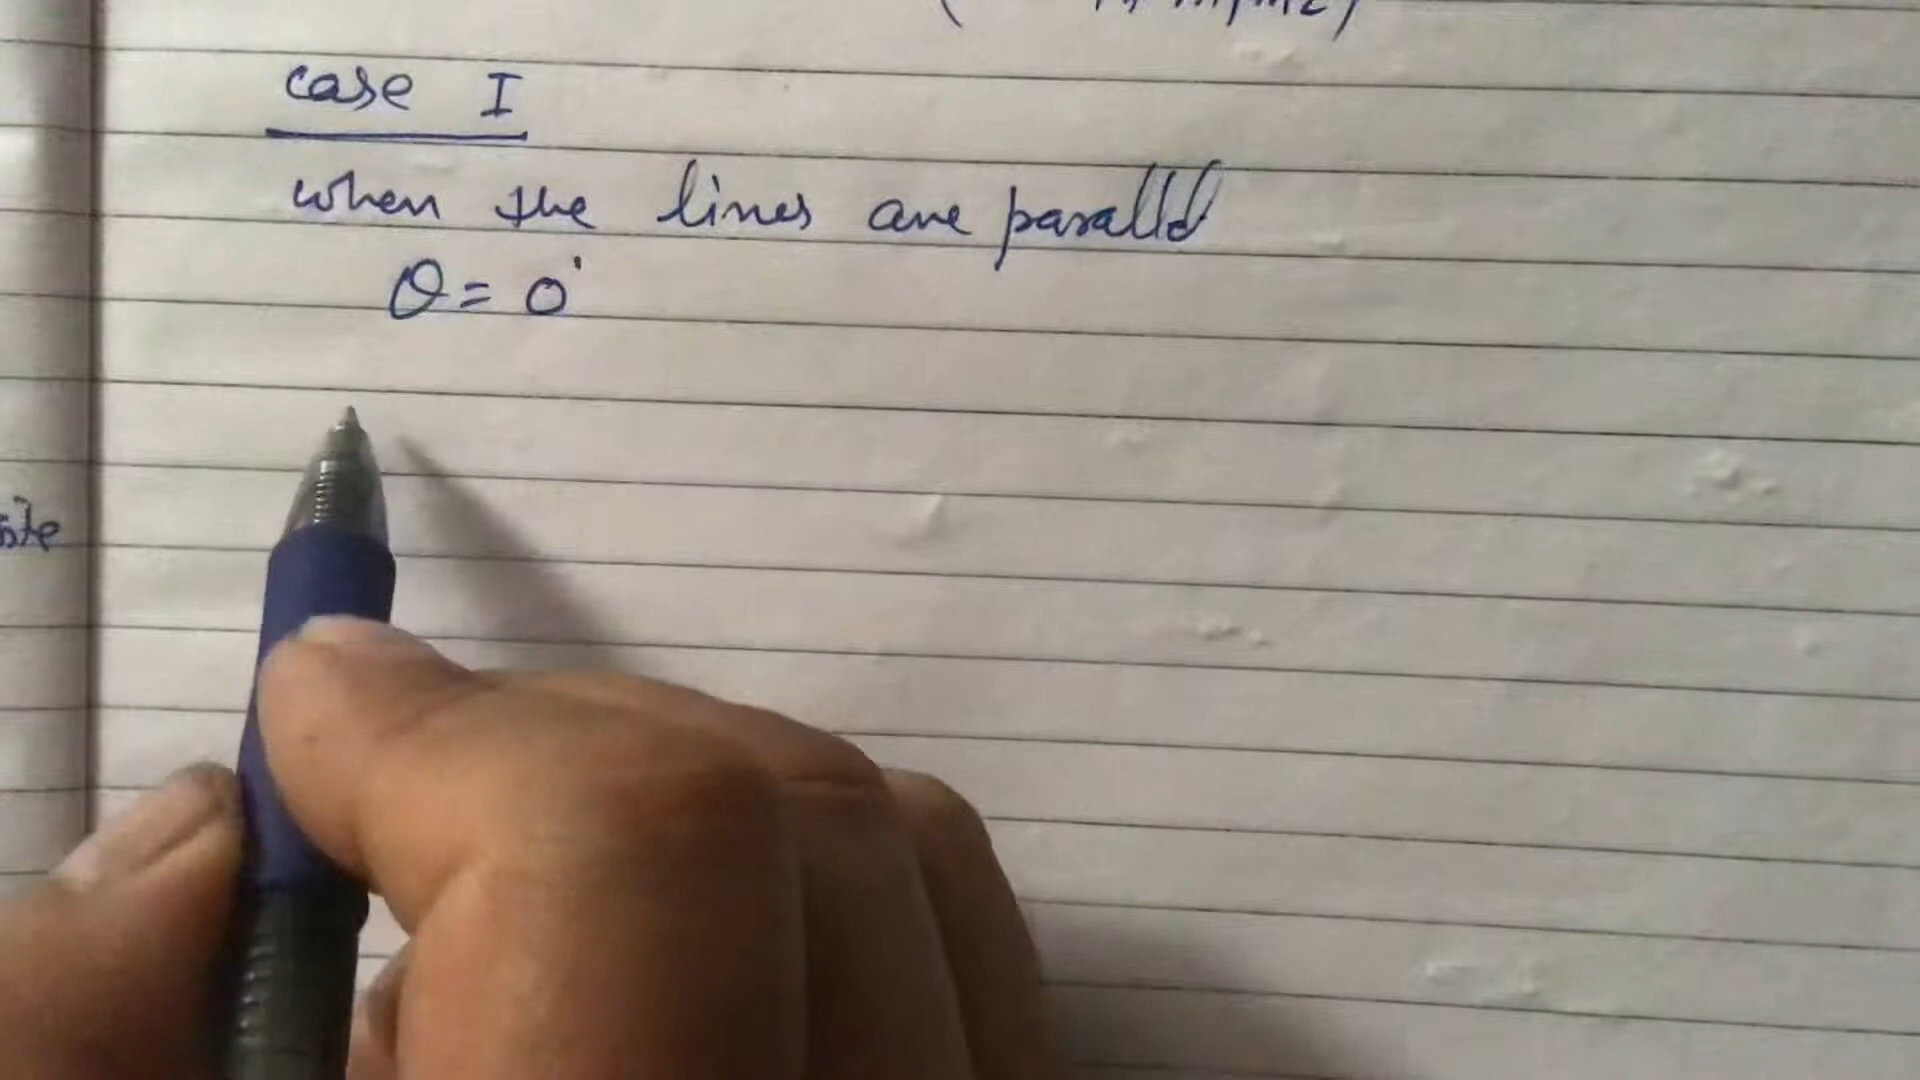 case I
when the lines are parallel
θ = 0°